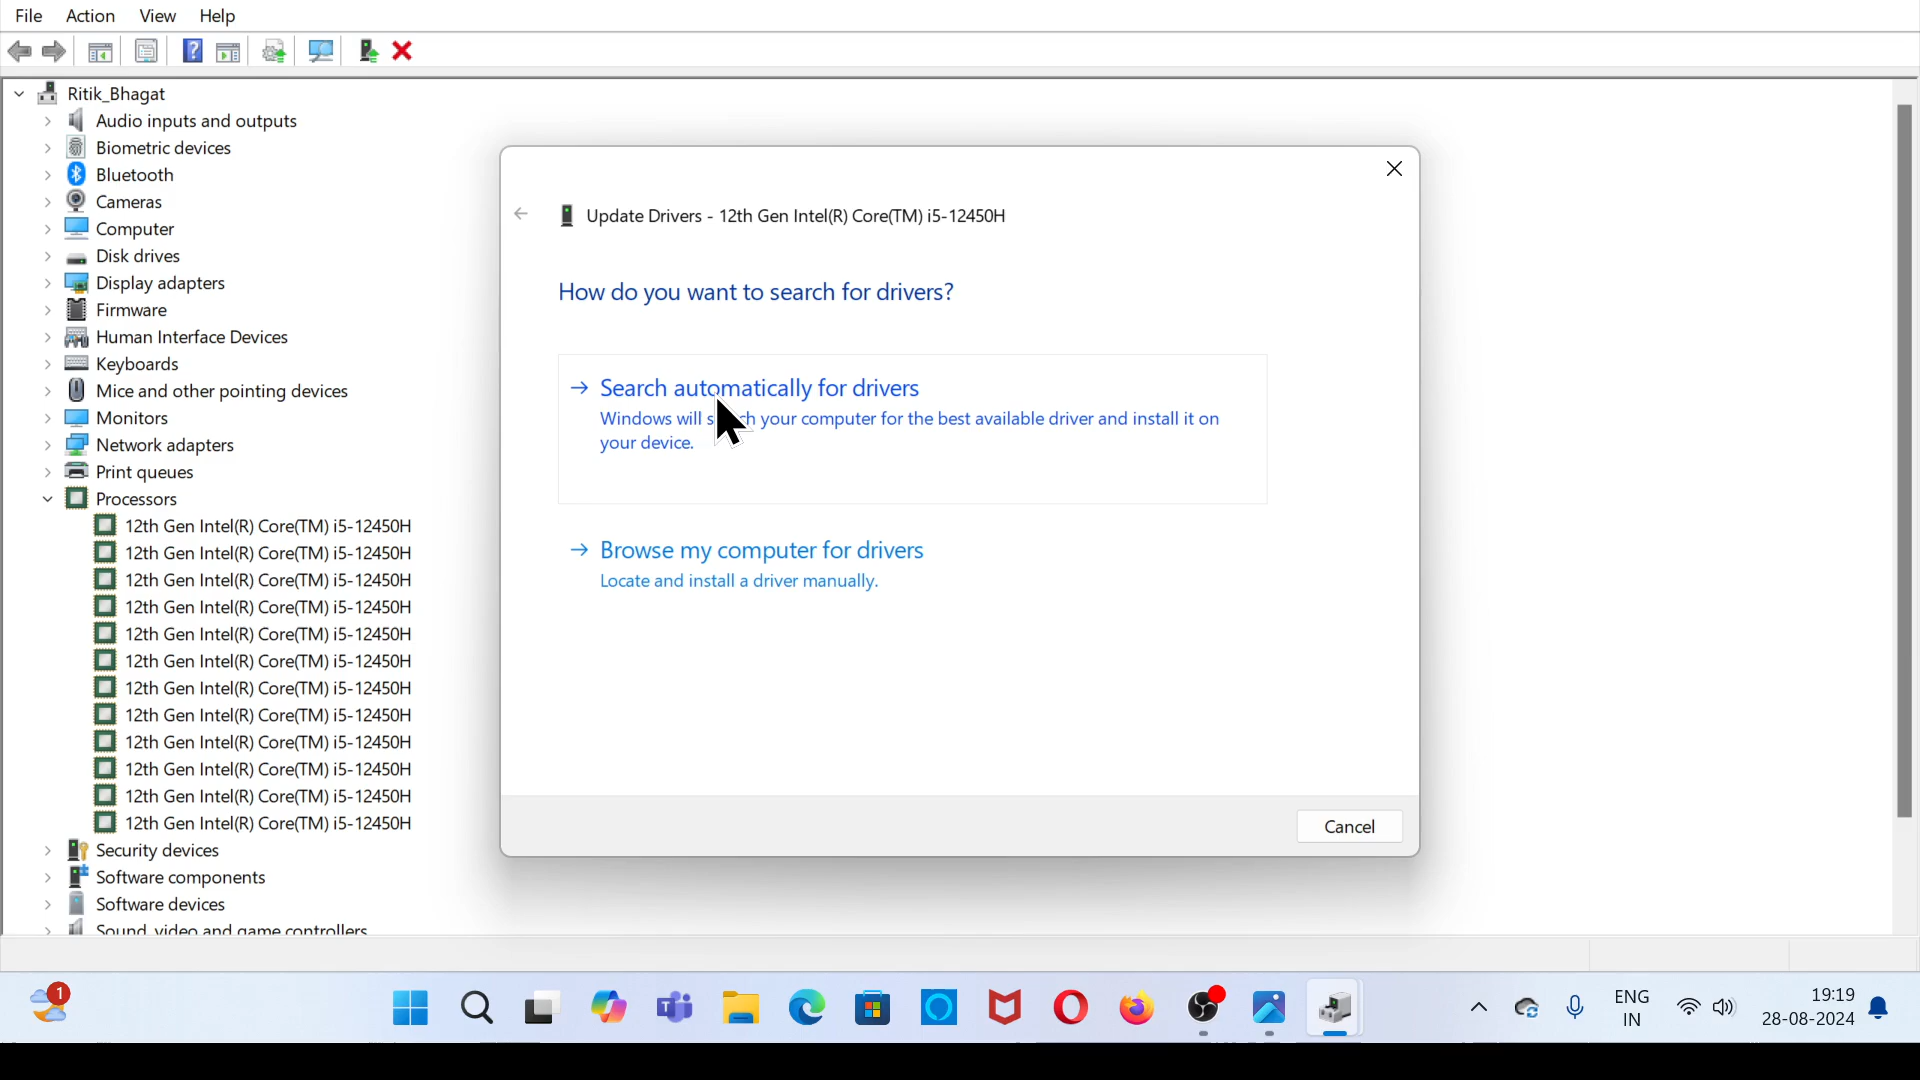 File Action View Help
Ritik_Bhagat
Audio inputs and outputs
Biometric devices
Bluetooth
Cameras
Computer
Disk drives
Display adapters
Firmware
Human Interface Devices
Keyboards
Mice and other pointing devices
Monitors
Network adapters
Print queues
Processors
12th Gen Intel(R) Core(TM) i5-12450H
12th Gen Intel(R) Core(TM) i5-12450H
12th Gen Intel(R) Core(TM) i5-12450H
12th Gen Intel(R) Core(TM) i5-12450H
12th Gen Intel(R) Core(TM) i5-12450H
12th Gen Intel(R) Core(TM) i5-12450H
12th Gen Intel(R) Core(TM) i5-12450H
12th Gen Intel(R) Core(TM) i5-12450H
12th Gen Intel(R) Core(TM) i5-12450H
12th Gen Intel(R) Core(TM) i5-12450H
12th Gen Intel(R) Core(TM) i5-12450H
12th Gen Intel(R) Core(TM) i5-12450H
Security devices
Software components
Software devices
Sound, video and game controllers
Update Drivers - 12th Gen Intel(R) Core(TM) i5-12450H
How do you want to search for drivers?
Search automatically for drivers
Windows will search your computer for the best available driver and install it on
your device.
Browse my computer for drivers
Locate and install a driver manually.
Cancel
1
ENG
IN
19:19
28-08-2024